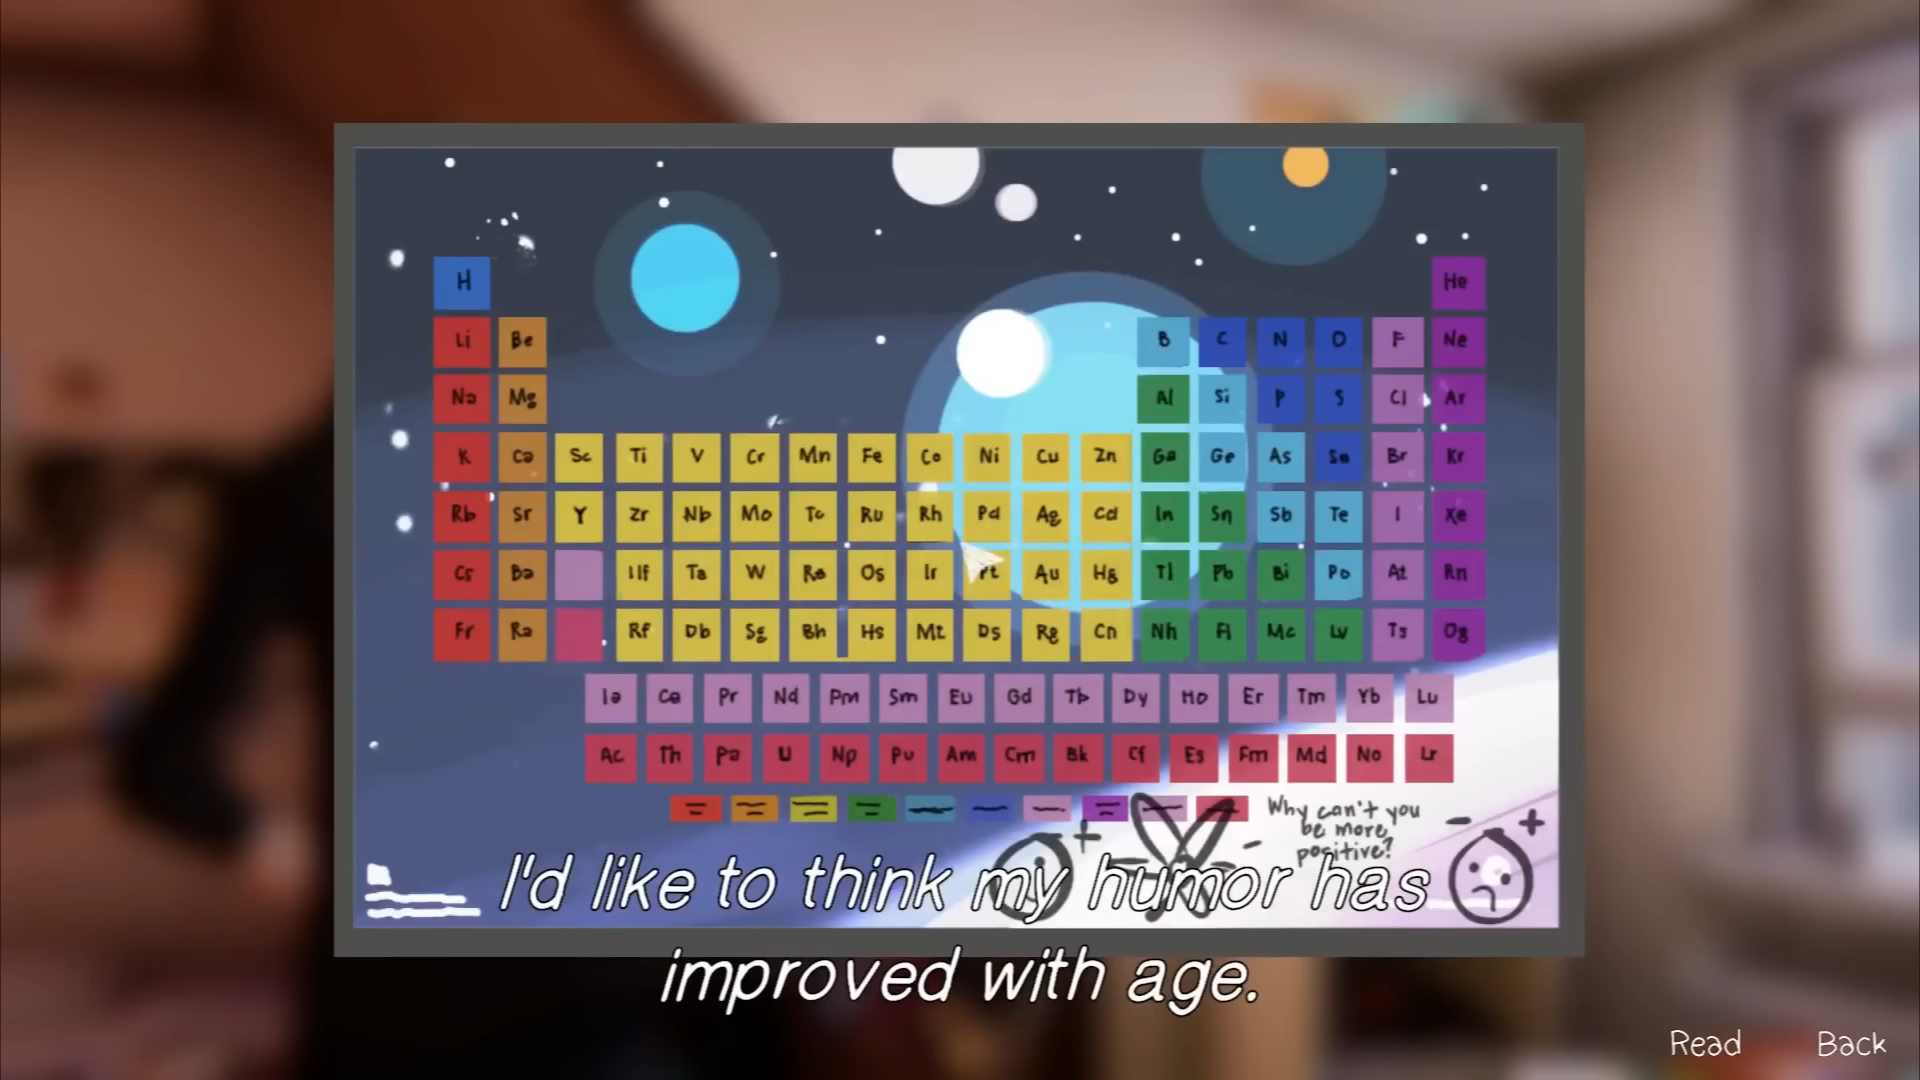 H He
Li Be B C N O F Ne
Na Mg Al Si P S Cl Ar
K Ca Sc Ti V Cr Mn Fe Co Ni Cu Zn Ga Ge As Se Br Kr
Rb Sr Y Zr Nb Mo Tc Ru Rh Pd Ag Cd In Sn Sb Te I Xe
Cs Ba Hf Ta W Re Os Ir Pt Au Hg Tl Pb Bi Po At Rn
Fr Ra Rf Db Sg Bh Hs Mt Ds Rg Cn Nh Fl Mc Lv Ts Og
la Ce Pr Nd Pm Sm Eu Gd Tb Dy Ho Er Tm Yb Lu
Ac Th Pa U Np Pu Am Cm Bk Cf Es Fm Md No Lr
Why can't you
be more
positive?
I'd like to think my humor has
improved with age.
Read Back